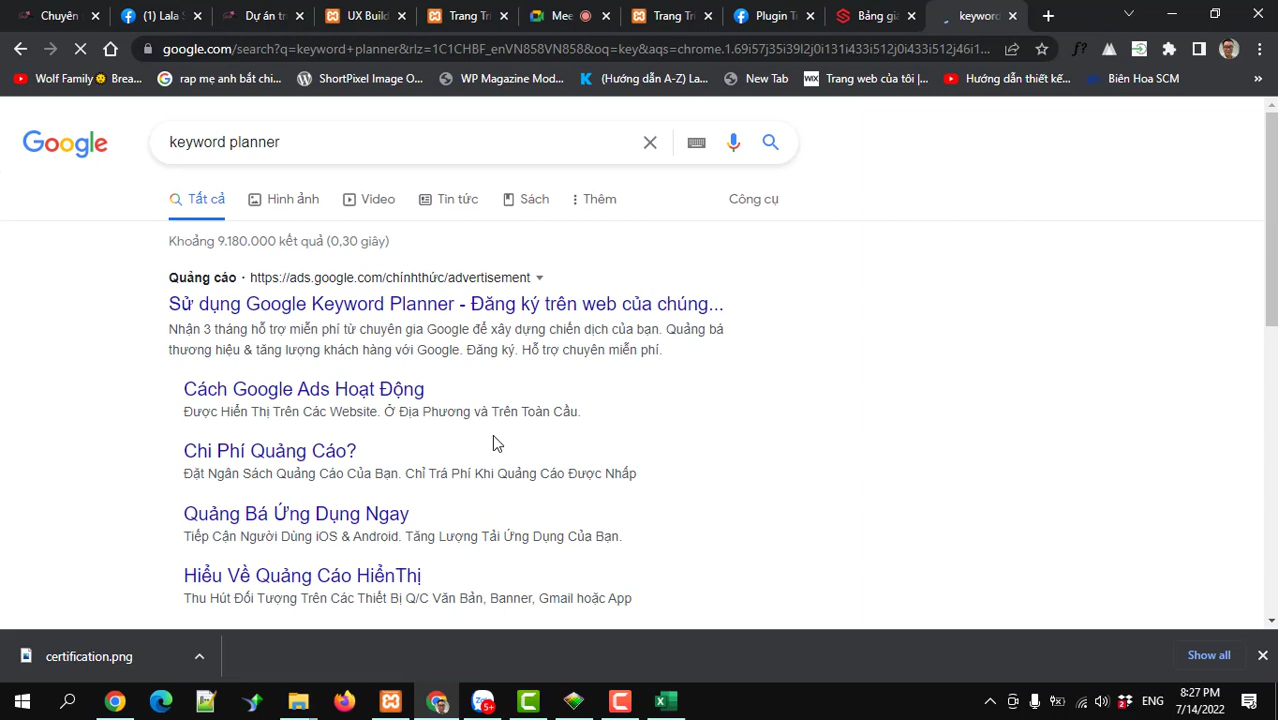 Chuyên
(1) Lala S
Dự án tra
UX Build
Trang Tri
Mee
Trang Tri
Plugin Tả
Bảng giá
keyword
google.com/search?q=keyword+planner&rlz=1C1CHBF_enVN858VN858&oq=key&aqs=chrome.1.69i57j35i39l2j0i131i433i512j0i433i512j46i1...
Wolf Family Brea...
rap mẹ anh bắt chi...
ShortPixel Image O...
WP Magazine Mod...
(Hướng dẫn A-Z) La...
New Tab
Trang web của tôi |...
Hướng dẫn thiết kế...
Biên Hoa SCM
Google
keyword planner
Tất cả
Hình ảnh
Video
Tin tức
Sách
Thêm
Công cụ
Khoảng 9.180.000 kết quả (0,30 giây)
Quảng cáo · https://ads.google.com/chínhthức/advertisement
Sử dụng Google Keyword Planner - Đăng ký trên web của chúng...
Nhận 3 tháng hỗ trợ miễn phí từ chuyên gia Google để xây dựng chiến dịch của bạn. Quảng bá
thương hiệu & tăng lượng khách hàng với Google. Đăng ký. Hỗ trợ chuyên miễn phí.
Cách Google Ads Hoạt Động
Được Hiển Thị Trên Các Website. Ở Địa Phương và Trên Toàn Cầu.
Chi Phí Quảng Cáo?
Đặt Ngân Sách Quảng Cáo Của Bạn. Chỉ Trả Phí Khi Quảng Cáo Được Nhấp
Quảng Bá Ứng Dụng Ngay
Tiếp Cận Người Dùng iOS & Android. Tăng Lượng Tải Ứng Dụng Của Bạn.
Hiểu Về Quảng Cáo HiểnThị
Thu Hút Đối Tượng Trên Các Thiết Bị Q/C Văn Bản, Banner, Gmail hoặc App
certification.png
Show all
5+
ENG
8:27 PM
7/14/2022
2